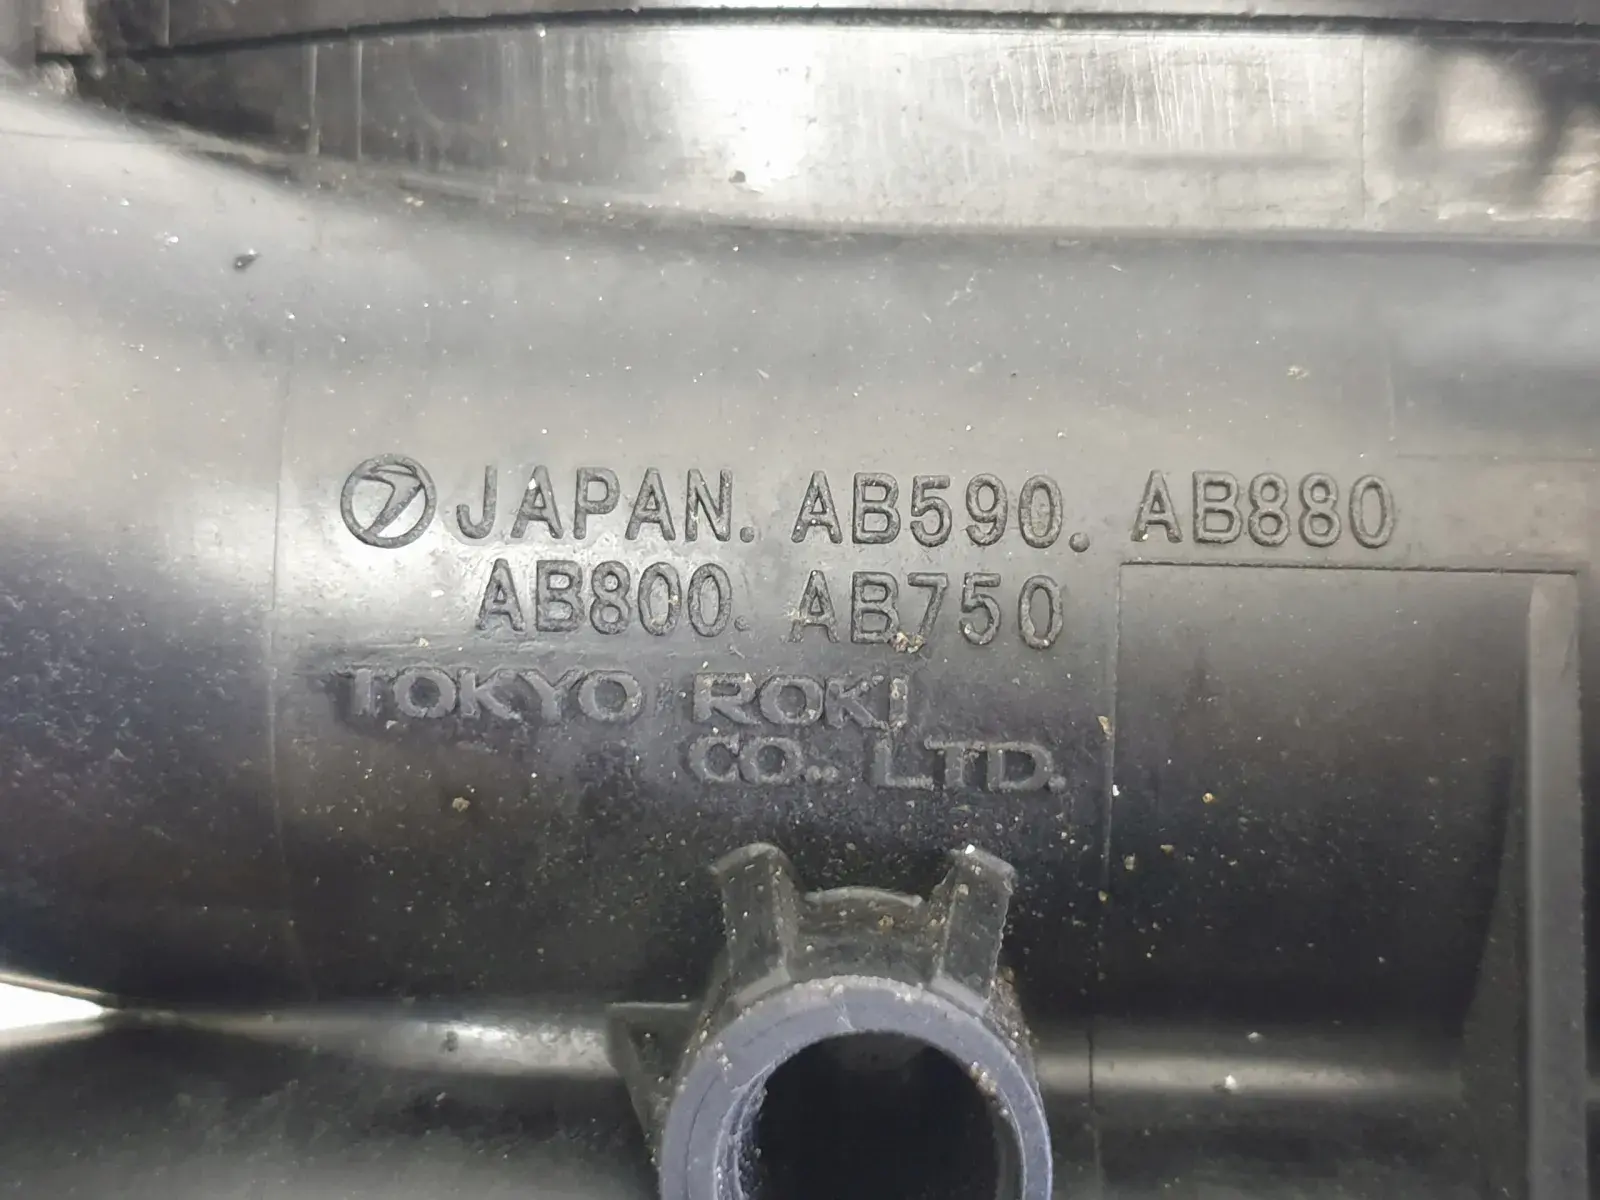 JAPAN. AB590. AB880
AB800. AB750
TOKYO ROKI
CO., LTD.